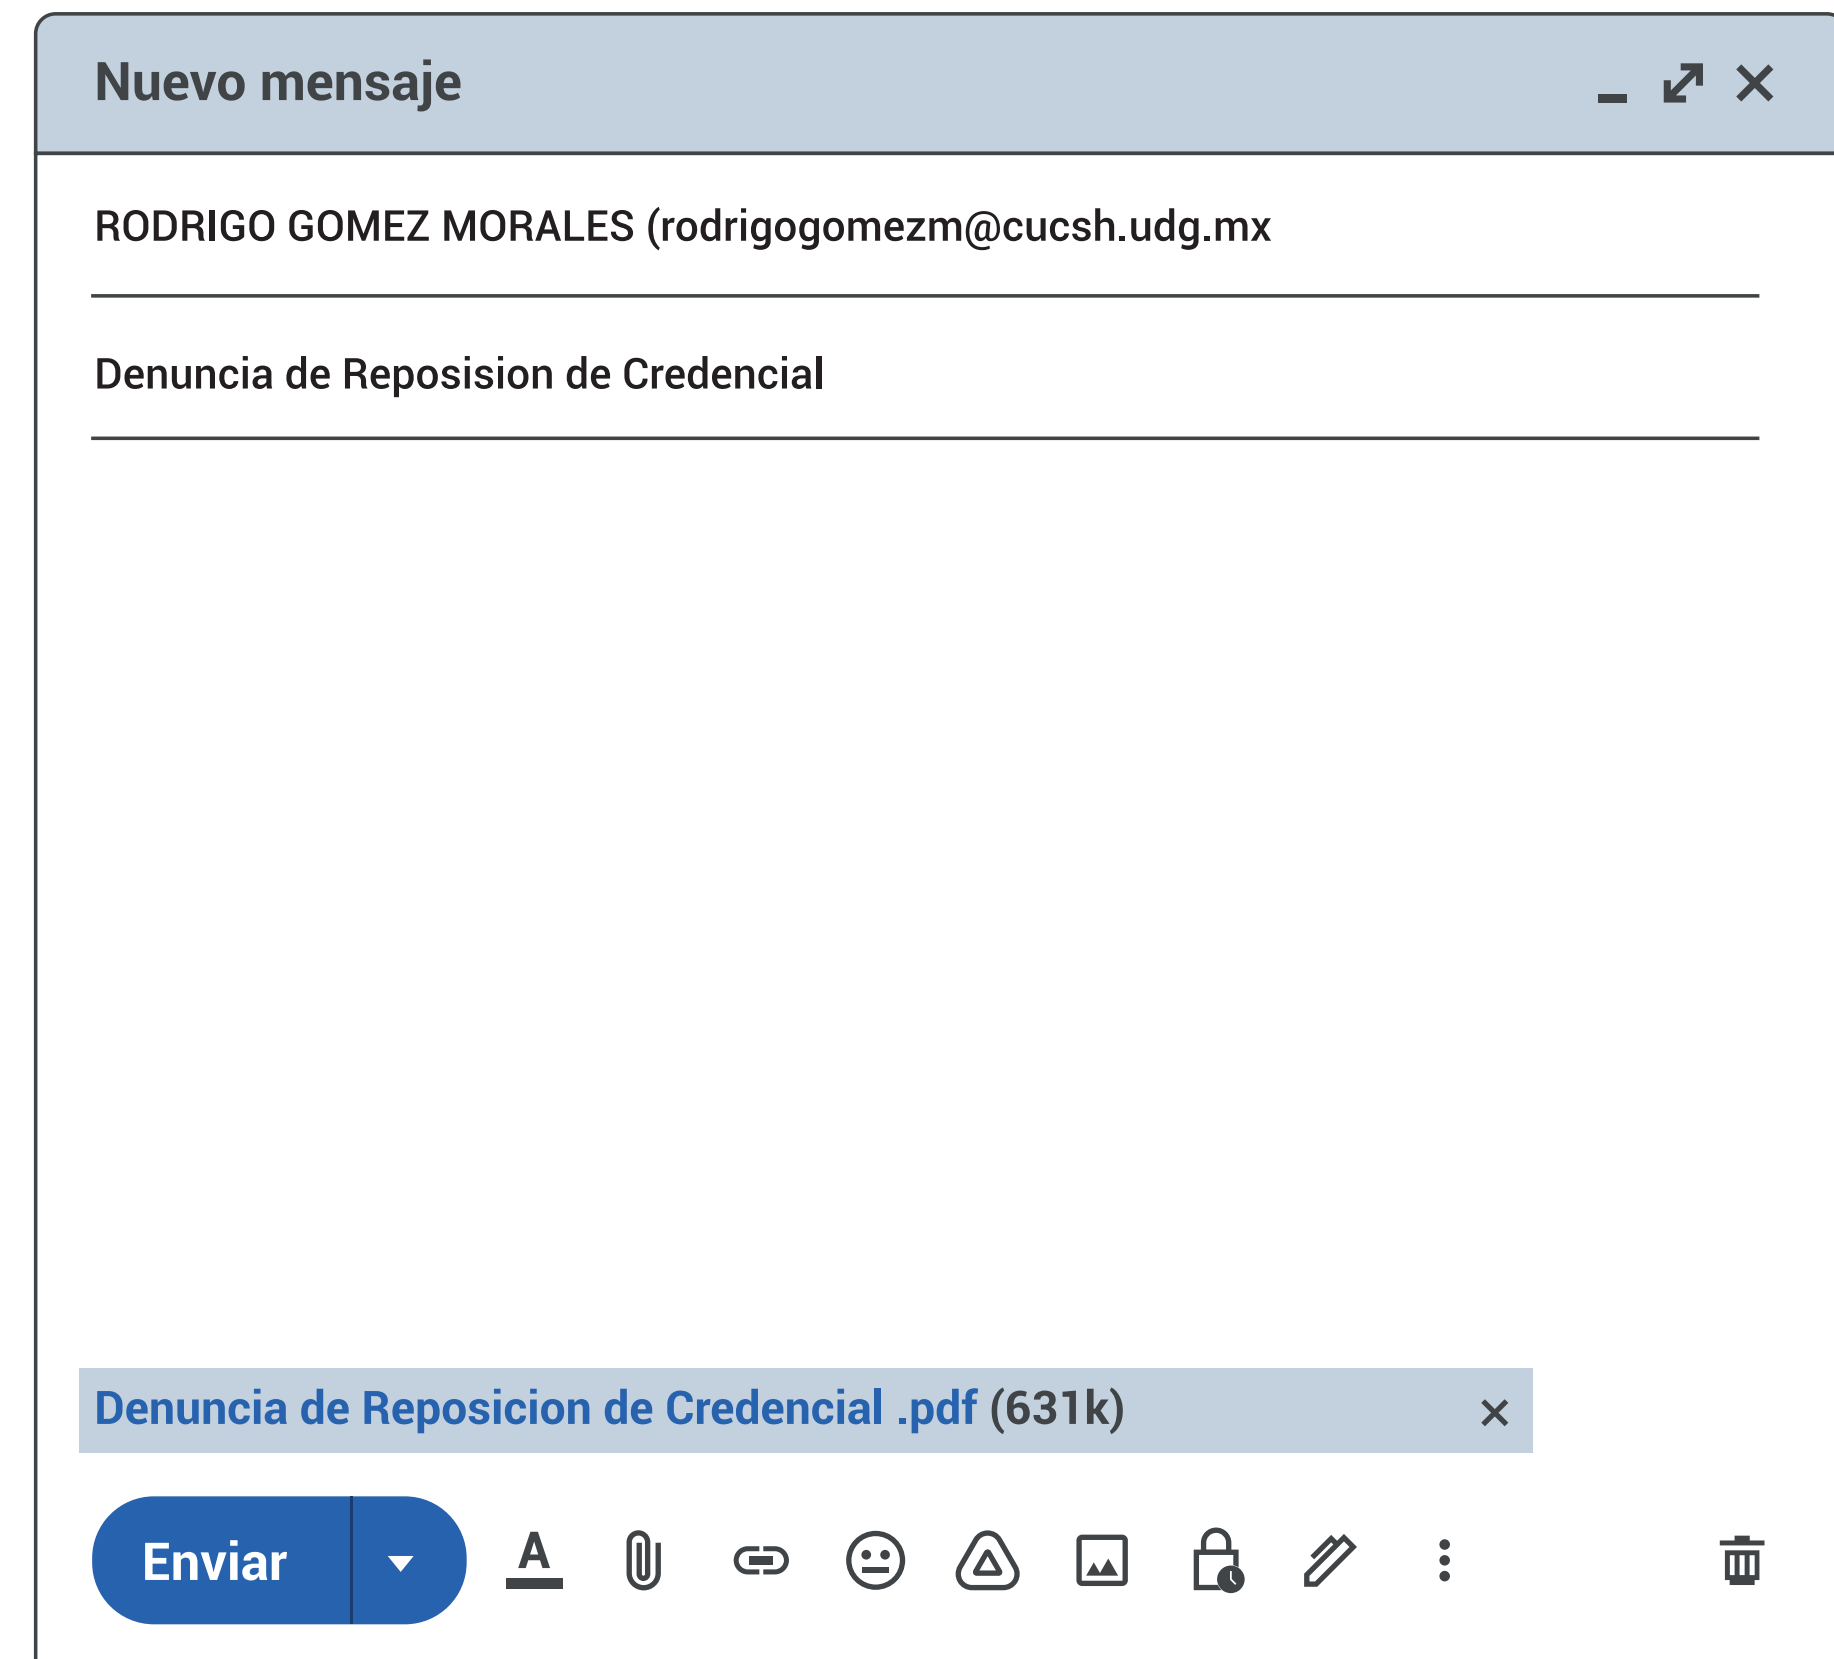 Nuevo mensaje
RODRIGO GOMEZ MORALES (rodrigogomezm@cucsh.udg.mx
Denuncia de Reposision de Credencial
Denuncia de Reposicion de Credencial .pdf (631k)
Enviar
A